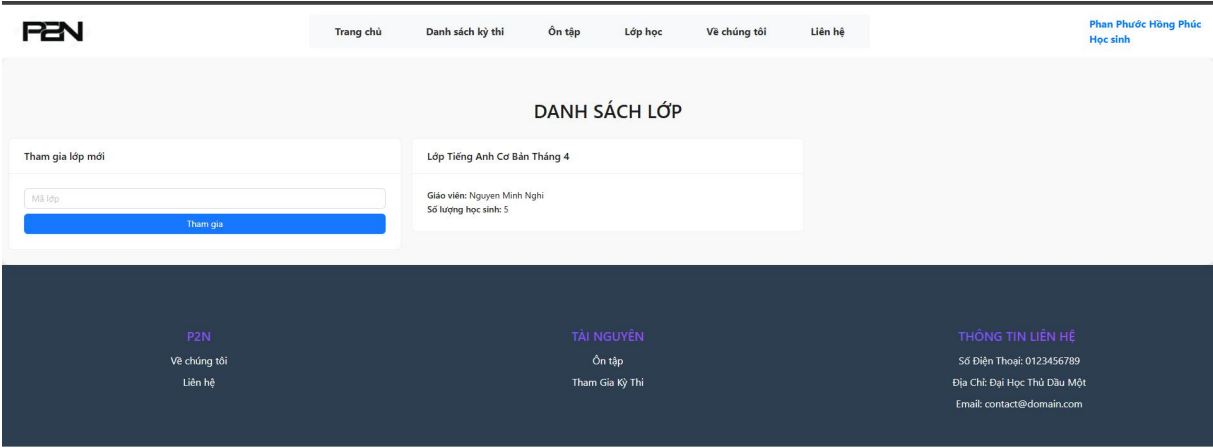 P2N
Trang chủ
Danh sách kỳ thi
Ôn tập
Lớp học
Về chúng tôi
Liên hệ
Phan Phước Hồng Phúc
Học sinh
DANH SÁCH LỚP
Tham gia lớp mới
Mã lớp
Tham gia
Lớp Tiếng Anh Cơ Bản Tháng 4
Giáo viên: Nguyen Minh Nghi
Số lượng học sinh: 5
P2N
Về chúng tôi
Liên hệ
TÀI NGUYÊN
Ôn tập
Tham Gia Kỳ Thi
THÔNG TIN LIÊN HỆ
Số Điện Thoại: 0123456789
Địa Chỉ: Đại Học Thủ Dầu Một
Email: contact@domain.com